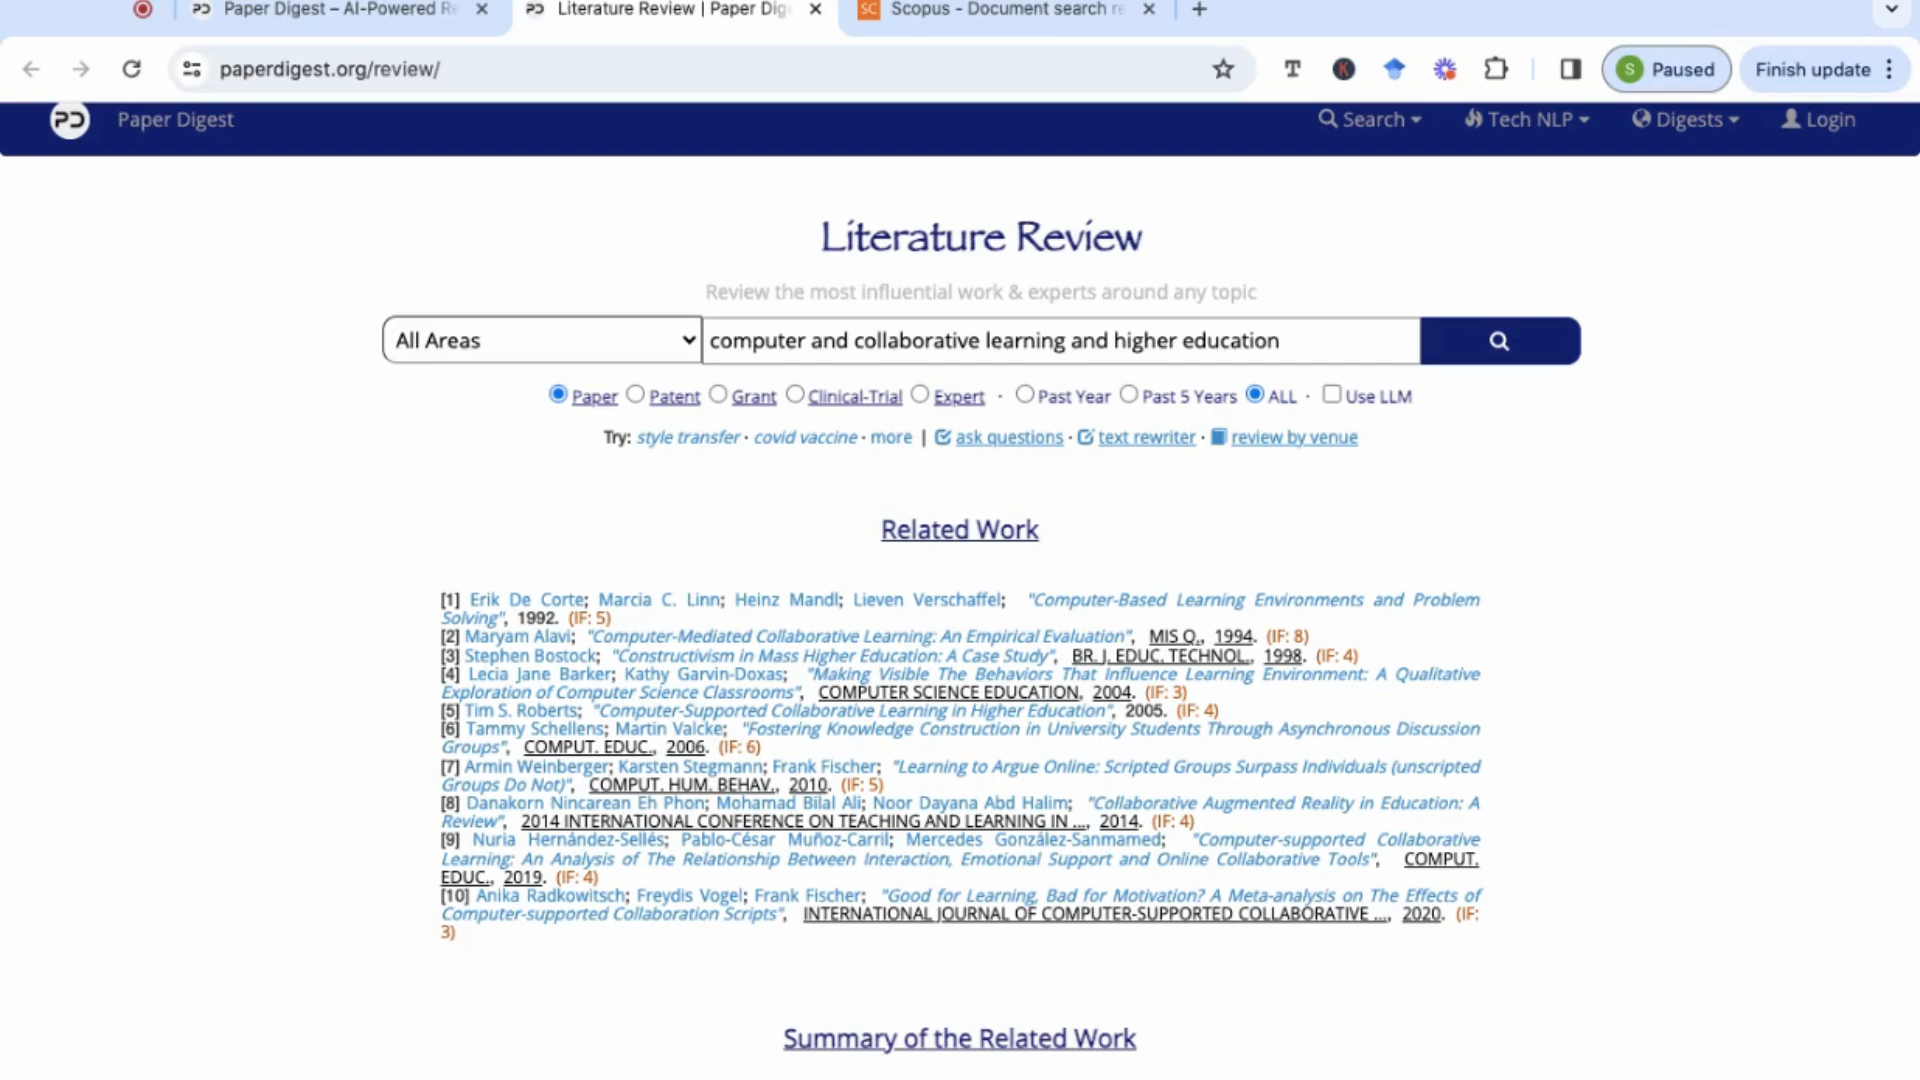 Paper Digest – AI-Powered Re
Literature Review | Paper Dig
SC Scopus - Document search re
paperdigest.org/review/
T K S Paused Finish update
PD Paper Digest Search Tech NLP Digests Login
Literature Review
Review the most influential work & experts around any topic
All Areas computer and collaborative learning and higher education
Paper Patent Grant Clinical-Trial Expert · Past Year Past 5 Years ALL · Use LLM
Try: style transfer · covid vaccine · more | ask questions · text rewriter · review by venue
Related Work
[1] Erik De Corte; Marcia C. Linn; Heinz Mandl; Lieven Verschaffel; "Computer-Based Learning Environments and Problem
Solving", 1992. (IF: 5)
[2] Maryam Alavi; "Computer-Mediated Collaborative Learning: An Empirical Evaluation", MIS Q., 1994. (IF: 8)
[3] Stephen Bostock; "Constructivism in Mass Higher Education: A Case Study", BR. J. EDUC. TECHNOL., 1998. (IF: 4)
[4] Lecia Jane Barker; Kathy Garvin-Doxas; "Making Visible The Behaviors That Influence Learning Environment: A Qualitative
Exploration of Computer Science Classrooms", COMPUTER SCIENCE EDUCATION, 2004. (IF: 3)
[5] Tim S. Roberts; "Computer-Supported Collaborative Learning in Higher Education", 2005. (IF: 4)
[6] Tammy Schellens; Martin Valcke; "Fostering Knowledge Construction in University Students Through Asynchronous Discussion
Groups", COMPUT. EDUC., 2006. (IF: 6)
[7] Armin Weinberger; Karsten Stegmann; Frank Fischer; "Learning to Argue Online: Scripted Groups Surpass Individuals (unscripted
Groups Do Not)", COMPUT. HUM. BEHAV., 2010. (IF: 5)
[8] Danakorn Nincarean Eh Phon; Mohamad Bilal Ali; Noor Dayana Abd Halim; "Collaborative Augmented Reality in Education: A
Review", 2014 INTERNATIONAL CONFERENCE ON TEACHING AND LEARNING IN ..., 2014. (IF: 4)
[9] Nuria Hernández-Sellés; Pablo-César Muñoz-Carril; Mercedes González-Sanmamed; "Computer-supported Collaborative
Learning: An Analysis of The Relationship Between Interaction, Emotional Support and Online Collaborative Tools", COMPUT.
EDUC., 2019. (IF: 4)
[10] Anika Radkowitsch; Freydis Vogel; Frank Fischer; "Good for Learning, Bad for Motivation? A Meta-analysis on The Effects of
Computer-supported Collaboration Scripts", INTERNATIONAL JOURNAL OF COMPUTER-SUPPORTED COLLABORATIVE ..., 2020. (IF:
3)
Summary of the Related Work